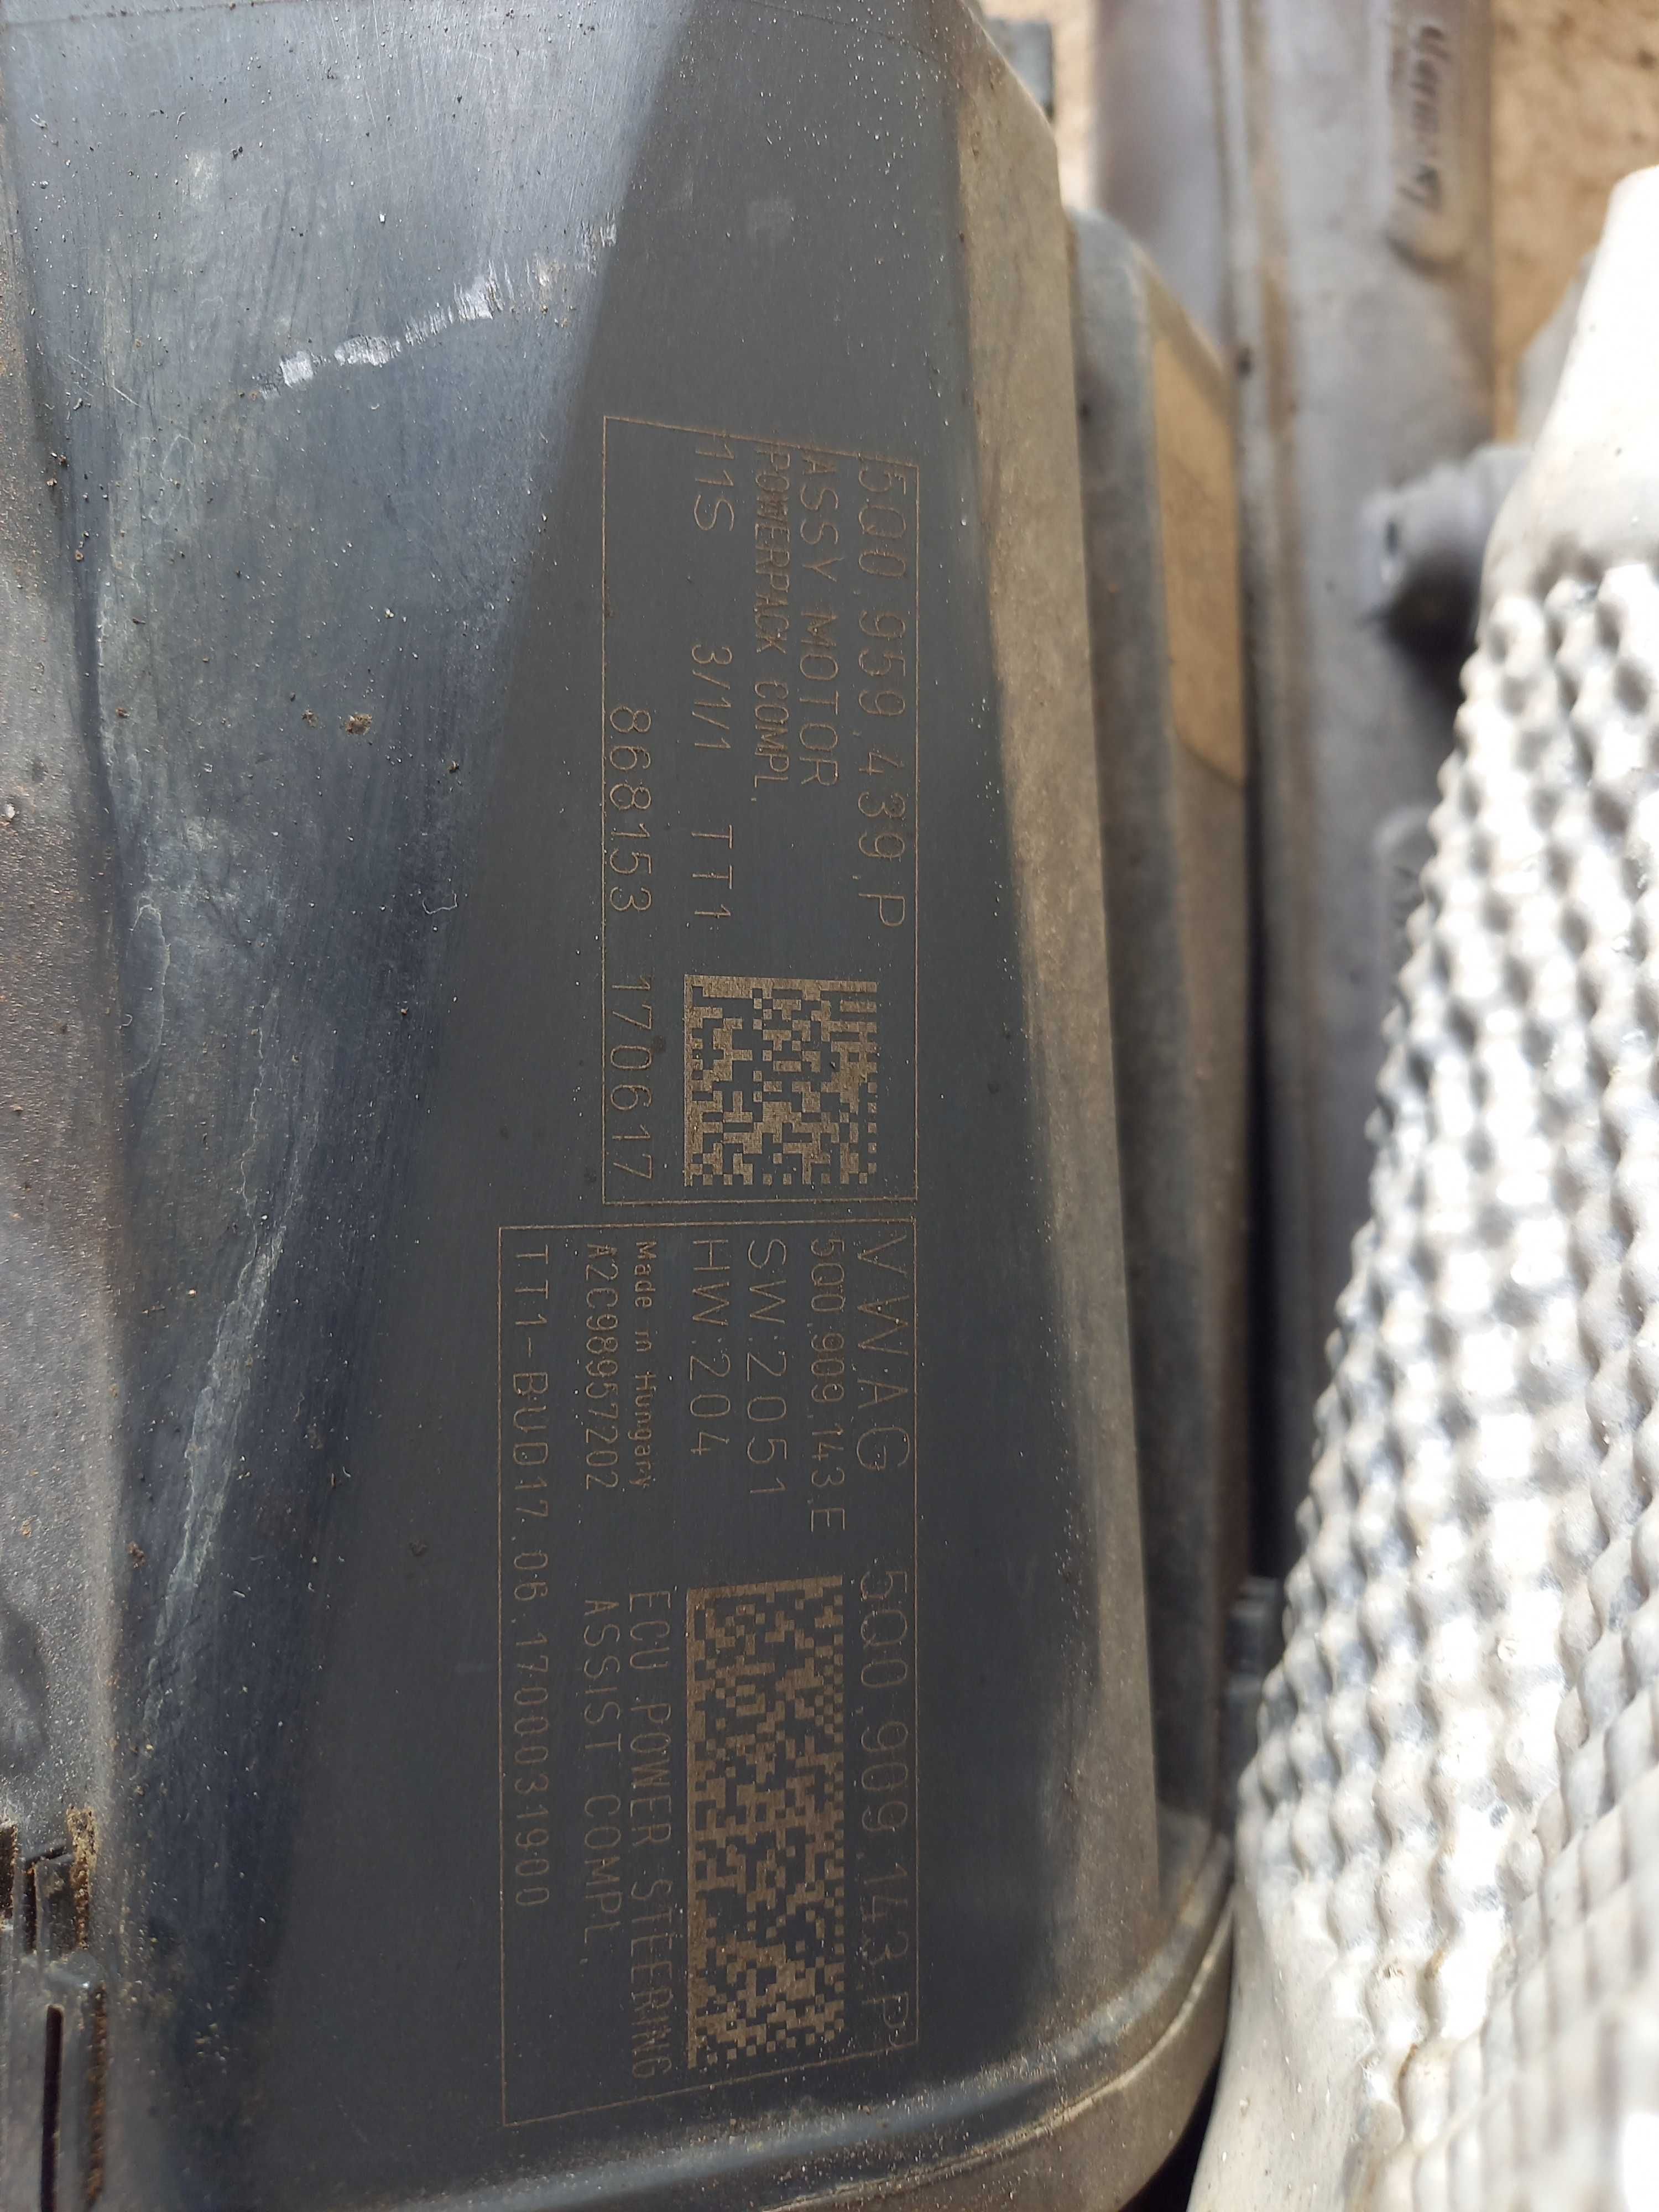 5Q0.959.439.P
ASSY MOTOR
POWERPACK COMPL.
11S 3/1/1 TT1
868153 170617
VWAG 5Q0.909.143.P
5Q0.909.143.E
SW:2051
HW:204
Made in Hungary
A2C98957202
ECU POWER STEERING
ASSIST COMPL.
TT1-BUD17.06.1700031900